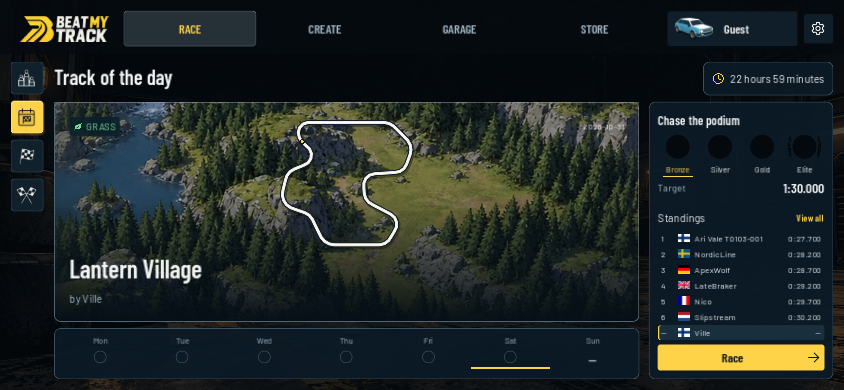 BEAT MY
TRACK
RACE
CREATE
GARAGE
STORE
Guest
Track of the day
22 hours 59 minutes
GRASS
Lantern Village
by Ville
Mon
Tue
Wed
Thu
Fri
Sat
Sun
–
Chase the podium
Bronze
Silver
Gold
Elite
Target
1:30.000
Standings
View all
1 Ari Vale T0103-001 0:27.700
2 NordicLine 0:28.200
3 ApexWolf 0:28.700
4 LateBraker 0:29.200
5 Nico 0:29.700
6 Slipstream 0:30.200
– Ville –
Race